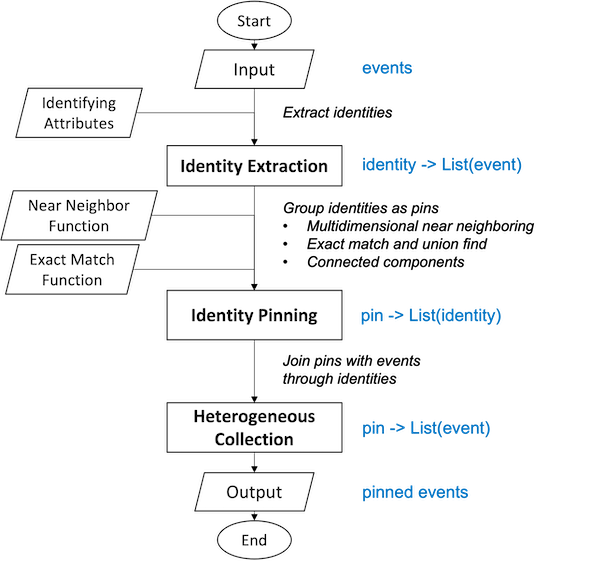 Start
Input
events
Identifying
Attributes
Extract identities
Identity Extraction
identity -> List(event)
Near Neighbor
Function
Group identities as pins
• Multidimensional near neighboring
• Exact match and union find
• Connected components
Exact Match
Function
Identity Pinning
pin -> List(identity)
Join pins with events
through identities
Heterogeneous
Collection
pin -> List(event)
Output
pinned events
End